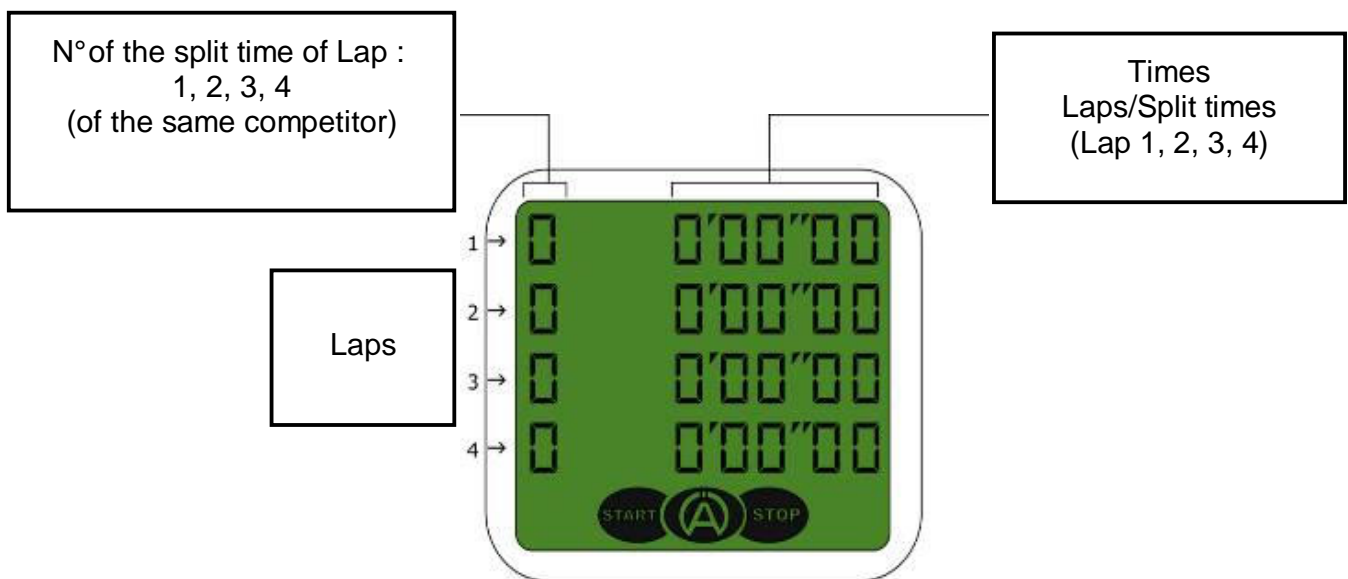 N° of the split time of Lap :
1, 2, 3, 4
(of the same competitor)
Times
Laps/Split times
(Lap 1, 2, 3, 4)
Laps
1 → 0 0'00"00
2 → 0 0'00"00
3 → 0 0'00"00
4 → 0 0'00"00
START A STOP